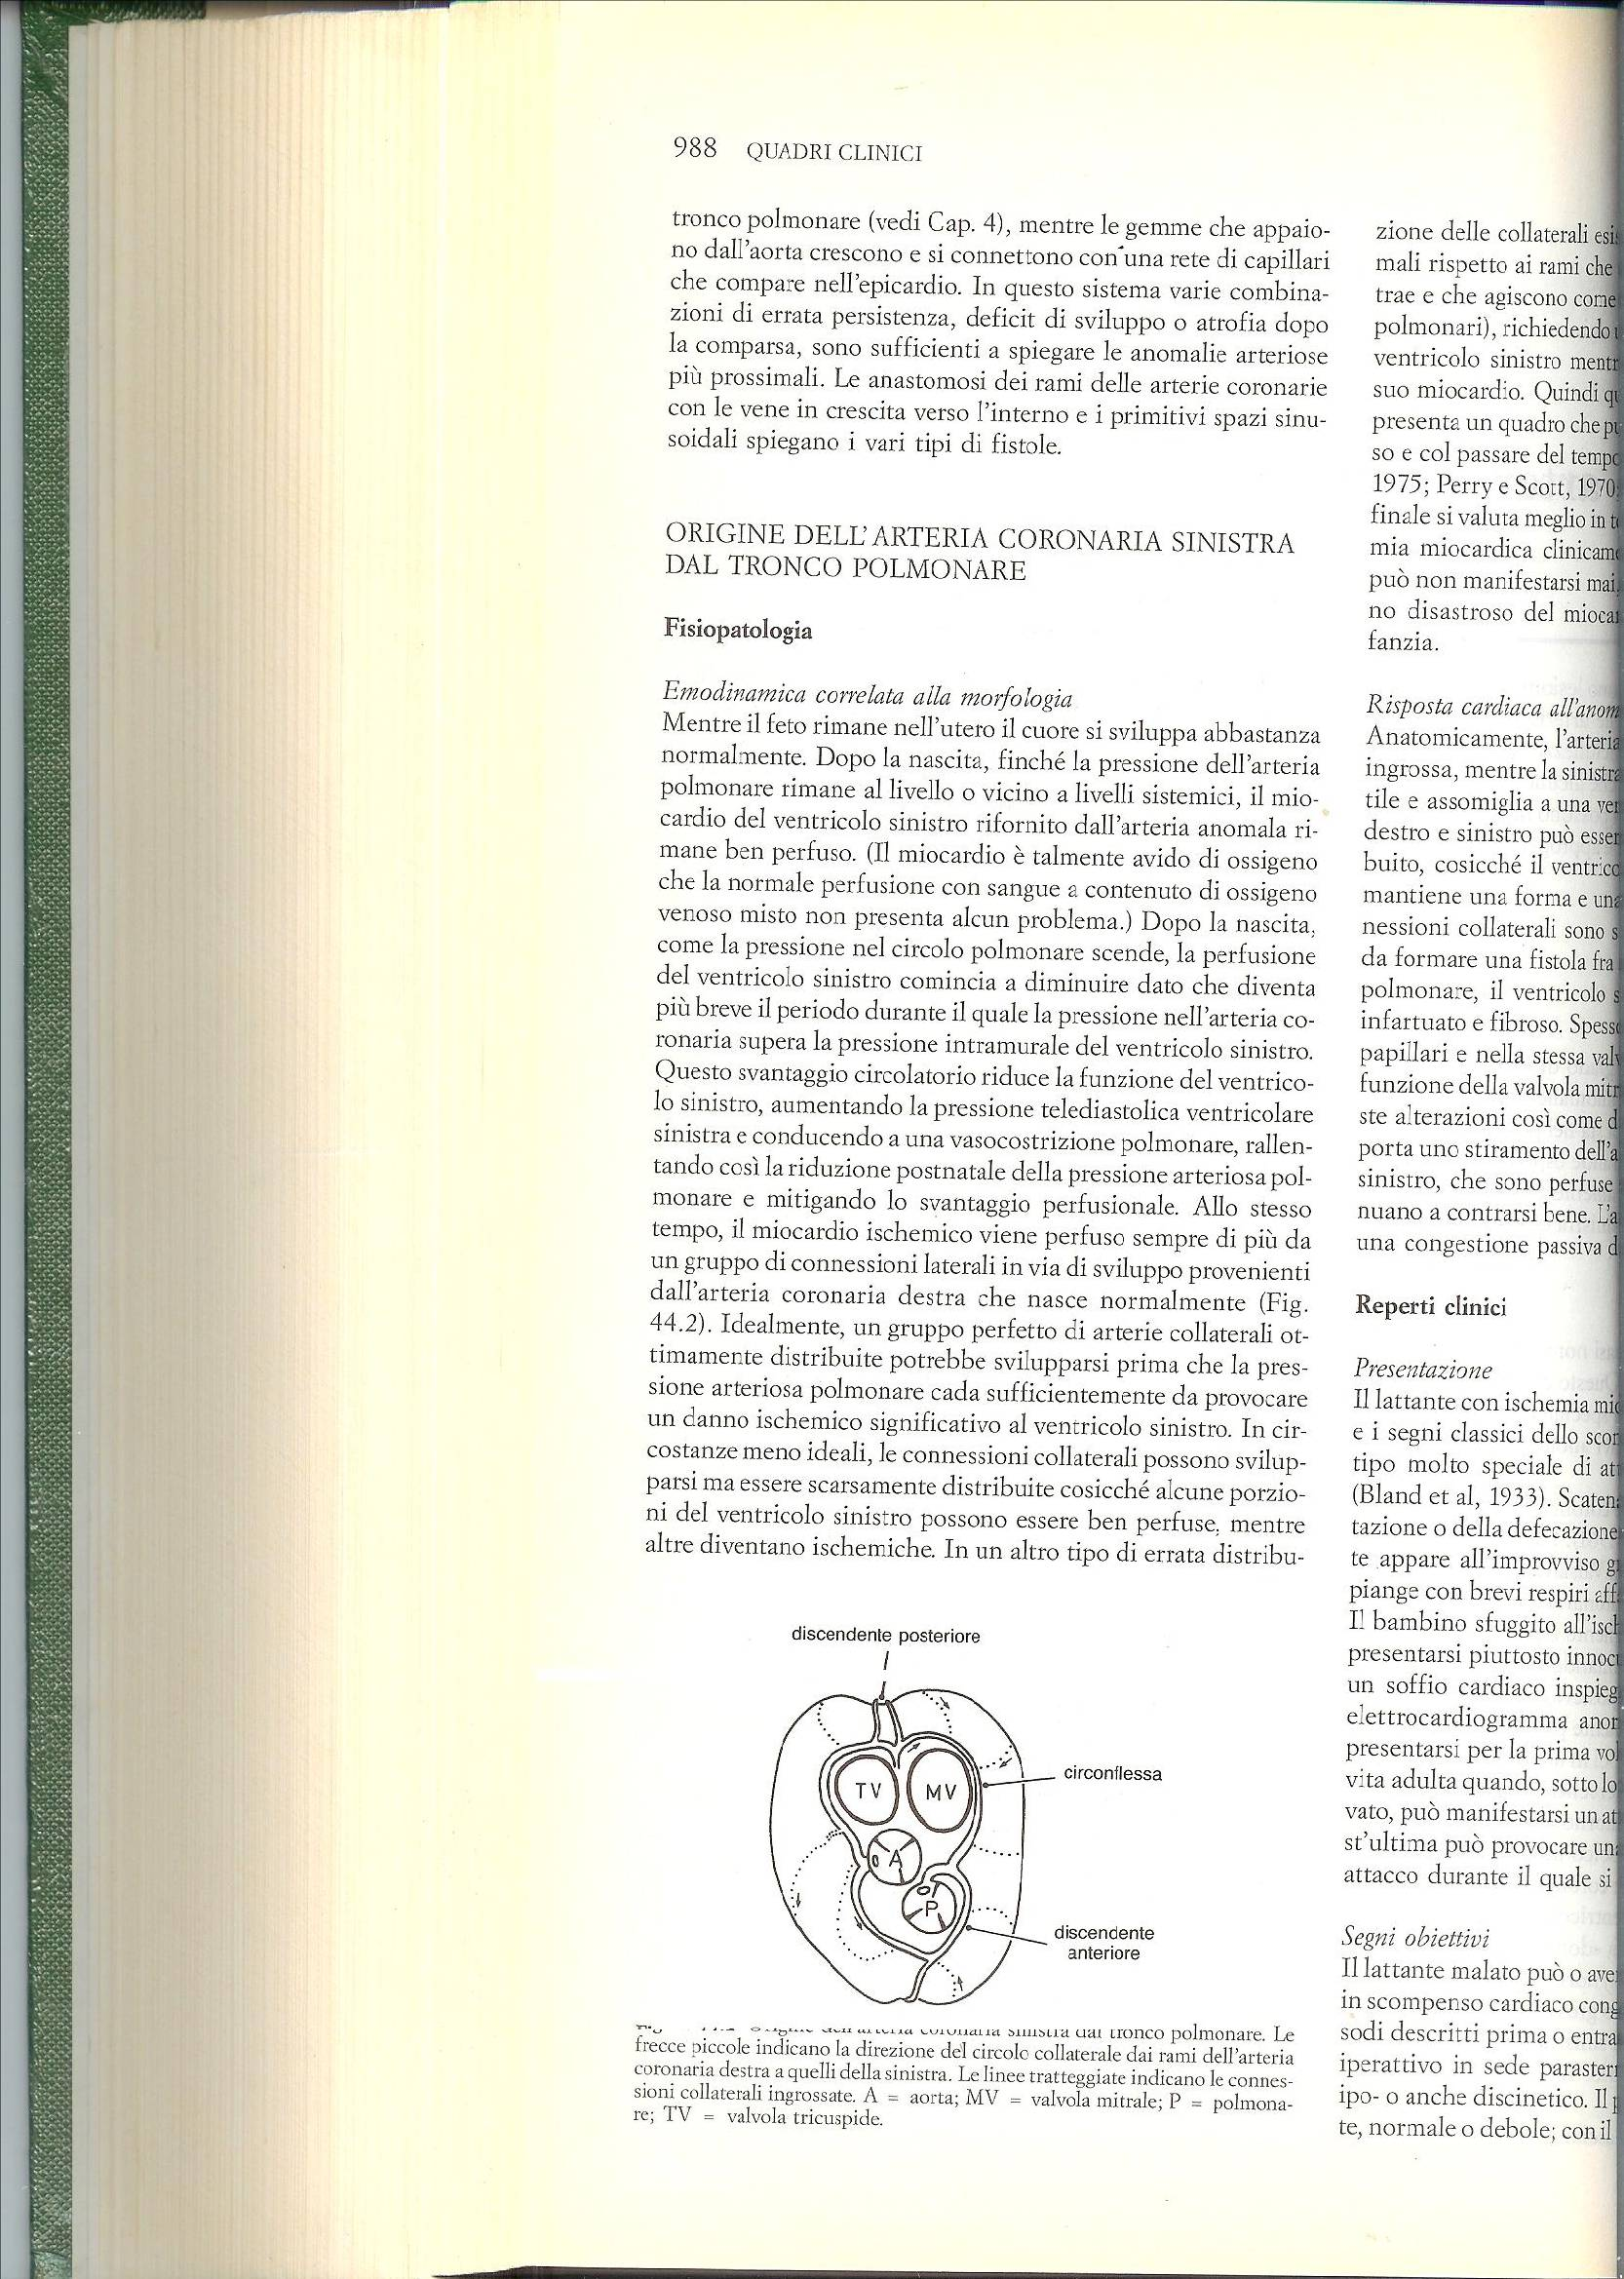 988 QUADRI CLINICI
tronco polmonare (vedi Cap. 4), mentre le gemme che appaio-
no dall'aorta crescono e si connettono con una rete di capillari
che compare nell'epicardio. In questo sistema varie combina-
zioni di errata persistenza, deficit di sviluppo o atrofia dopo
la comparsa, sono sufficienti a spiegare le anomalie arteriose
più prossimali. Le anastomosi dei rami delle arterie coronarie
con le vene in crescita verso l'interno e i primitivi spazi sinu-
soidali spiegano i vari tipi di fistole.
ORIGINE DELL'ARTERIA CORONARIA SINISTRA
DAL TRONCO POLMONARE
Fisiopatologia
Emodinamica correlata alla morfologia
Mentre il feto rimane nell'utero il cuore si sviluppa abbastanza
normalmente. Dopo la nascita, finché la pressione dell'arteria
polmonare rimane al livello o vicino a livelli sistemici, il mio-
cardio del ventricolo sinistro rifornito dall'arteria anomala ri-
mane ben perfuso. (Il miocardio è talmente avido di ossigeno
che la normale perfusione con sangue a contenuto di ossigeno
venoso misto non presenta alcun problema.) Dopo la nascita,
come la pressione nel circolo polmonare scende, la perfusione
del ventricolo sinistro comincia a diminuire dato che diventa
più breve il periodo durante il quale la pressione nell'arteria co-
ronaria supera la pressione intramurale del ventricolo sinistro.
Questo svantaggio circolatorio riduce la funzione del ventrico-
lo sinistro, aumentando la pressione telediastolica ventricolare
sinistra e conducendo a una vasocostrizione polmonare, rallen-
tando così la riduzione postnatale della pressione arteriosa pol-
monare e mitigando lo svantaggio perfusionale. Allo stesso
tempo, il miocardio ischemico viene perfuso sempre di più da
un gruppo di connessioni laterali in via di sviluppo provenienti
dall'arteria coronaria destra che nasce normalmente (Fig.
44.2). Idealmente, un gruppo perfetto di arterie collaterali ot-
timamente distribuite potrebbe svilupparsi prima che la pres-
sione arteriosa polmonare cada sufficientemente da provocare
un danno ischemico significativo al ventricolo sinistro. In cir-
costanze meno ideali, le connessioni collaterali possono svilup-
parsi ma essere scarsamente distribuite cosicché alcune porzio-
ni del ventricolo sinistro possono essere ben perfuse, mentre
altre diventano ischemiche. In un altro tipo di errata distribu-
discendente posteriore
TV
MV
circonflessa
A
P
discendente
anteriore
sinistra dal tronco polmonare. Le
frecce piccole indicano la direzione del circolo collaterale dai rami dell'arteria
coronaria destra a quelli della sinistra. Le linee tratteggiate indicano le connes-
sioni collaterali ingrossate. A = aorta; MV = valvola mitrale; P = polmona-
re; TV = valvola tricuspide.
zione delle collaterali
mali rispetto ai rami che
trae e che agiscono come
polmonari), richiedendo
ventricolo sinistro
suo miocardio. Quindi
presenta un quadro che
so e col passare del
1975; Perry e Scott, 1970
finale si valuta meglio in
mia miocardica
può non manifestarsi mai
no disastroso del
fanzia.
Risposta cardiaca
Anatomicamente,
ingrossa, mentre la
tile e assomiglia a una
destro e sinistro può
buito, cosicché il
mantiene una forma e
nessioni collaterali sono
da formare una fistola fra
polmonare, il ventricolo
infartuato e fibroso.
papillari e nella stessa
funzione della valvola
ste alterazioni così come
porta uno stiramento
sinistro, che sono perfuse
nuano a contrarsi bene.
una congestione passiva
Reperti clinici
Presentazione
Il lattante con ischemia
e i segni classici dello
tipo molto speciale di
(Bland et al, 1933).
tazione o della defecazione
te appare all'improvviso
piange con brevi respiri
Il bambino sfuggito
presentarsi piuttosto
un soffio cardiaco
elettrocardiogramma
presentarsi per la prima
vita adulta quando, sotto
vato, può manifestarsi un
st'ultima può provocare
attacco durante il quale si
Segni obiettivi
Il lattante malato può o
in scompenso cardiaco
sodi descritti prima o
iperattivo in sede
ipo- o anche discinetico. Il
te, normale o debole; con il